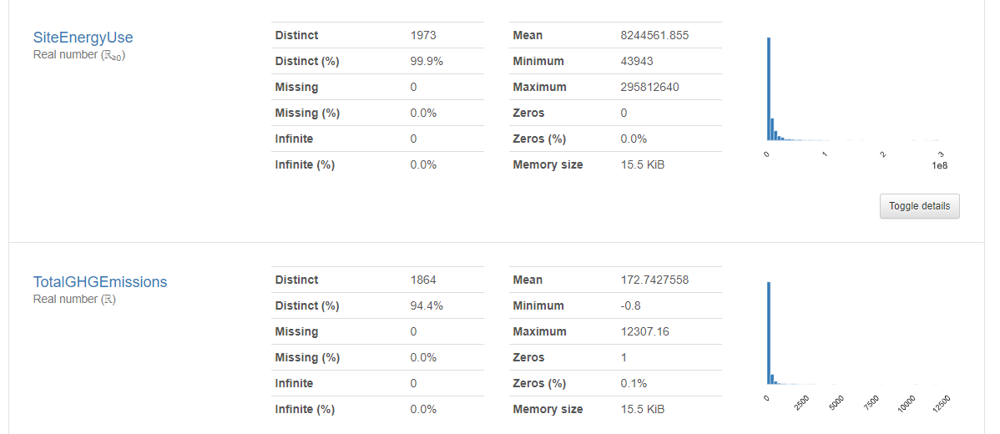 SiteEnergyUse
Real number (ℝ≥0)
Distinct 1973
Distinct (%) 99.9%
Missing 0
Missing (%) 0.0%
Infinite 0
Infinite (%) 0.0%
Mean 8244561.855
Minimum 43943
Maximum 295812640
Zeros 0
Zeros (%) 0.0%
Memory size 15.5 KiB
0 1 2 3
1e8
Toggle details
TotalGHGEmissions
Real number (ℝ)
Distinct 1864
Distinct (%) 94.4%
Missing 0
Missing (%) 0.0%
Infinite 0
Infinite (%) 0.0%
Mean 172.7427558
Minimum -0.8
Maximum 12307.16
Zeros 1
Zeros (%) 0.1%
Memory size 15.5 KiB
0 2500 5000 7500 10000 12500